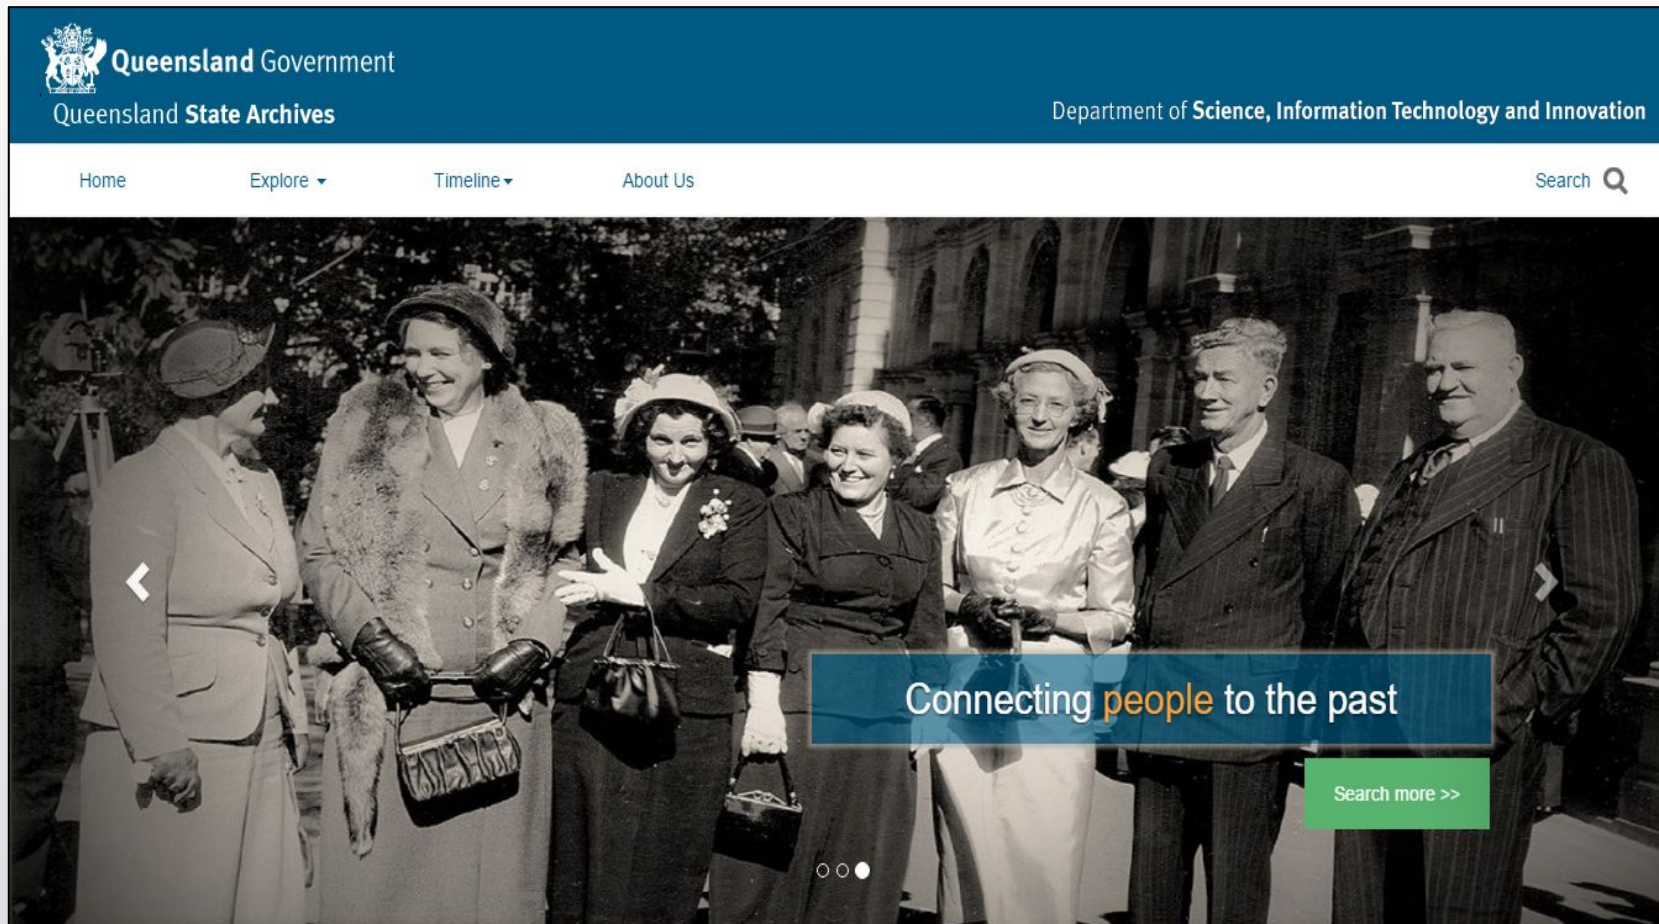 Queensland Government
Queensland State Archives
Department of Science, Information Technology and Innovation
Home
Explore
Timeline
About Us
Search
Connecting people to the past
Search more >>